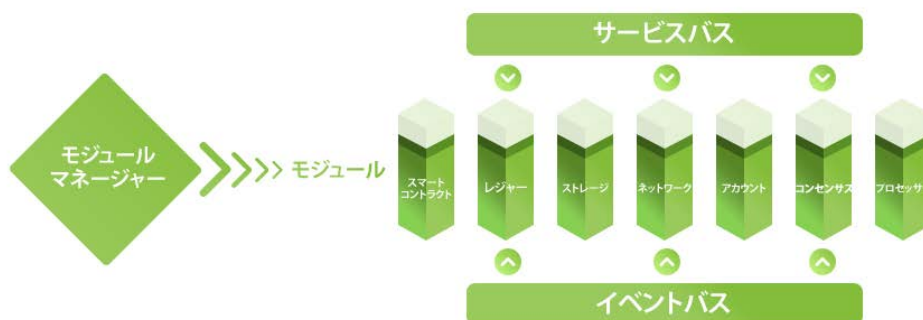 サービスバス
モジュール
マネージャー
モジュール
スマート
コントラクト
レジャー
ストレージ
ネットワーク
アカウント
コンセンサス
プロセッサ
イベントバス